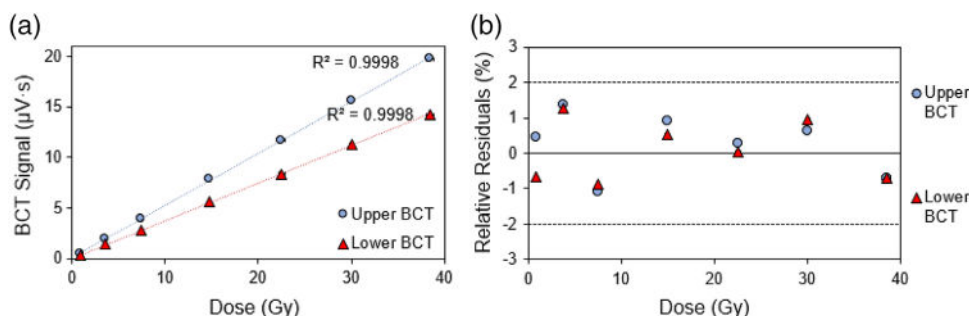 (a)
20
15
10
5
0
BCT Signal (µV·s)
R² = 0.9998
R² = 0.9998
Upper BCT
Lower BCT
0 10 20 30 40
Dose (Gy)
(b)
3
2
1
0
-1
-2
-3
Relative Residuals (%)
0 10 20 30 40
Dose (Gy)
Upper
BCT
Lower
BCT